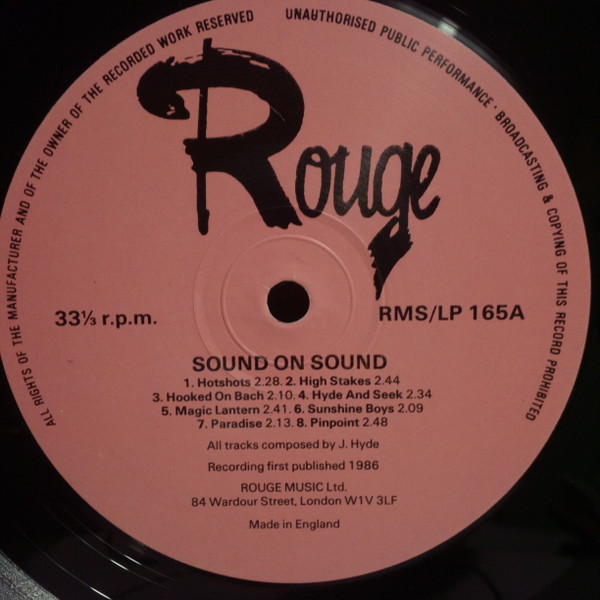 ALL RIGHTS OF THE MANUFACTURER AND OF THE OWNER OF THE RECORDED WORK RESERVED
UNAUTHORISED PUBLIC PERFORMANCE · BROADCASTING & COPYING OF THIS RECORD PROHIBITED
Rouge
33⅓ r.p.m.
RMS/LP 165A
SOUND ON SOUND
1. Hotshots 2.28. 2. High Stakes 2.44
3. Hooked On Bach 2.10. 4. Hyde And Seek 2.34
5. Magic Lantern 2.41. 6. Sunshine Boys 2.09
7. Paradise 2.13. 8. Pinpoint 2.48
All tracks composed by J. Hyde
Recording first published 1986
ROUGE MUSIC Ltd.
84 Wardour Street, London W1V 3LF
Made in England